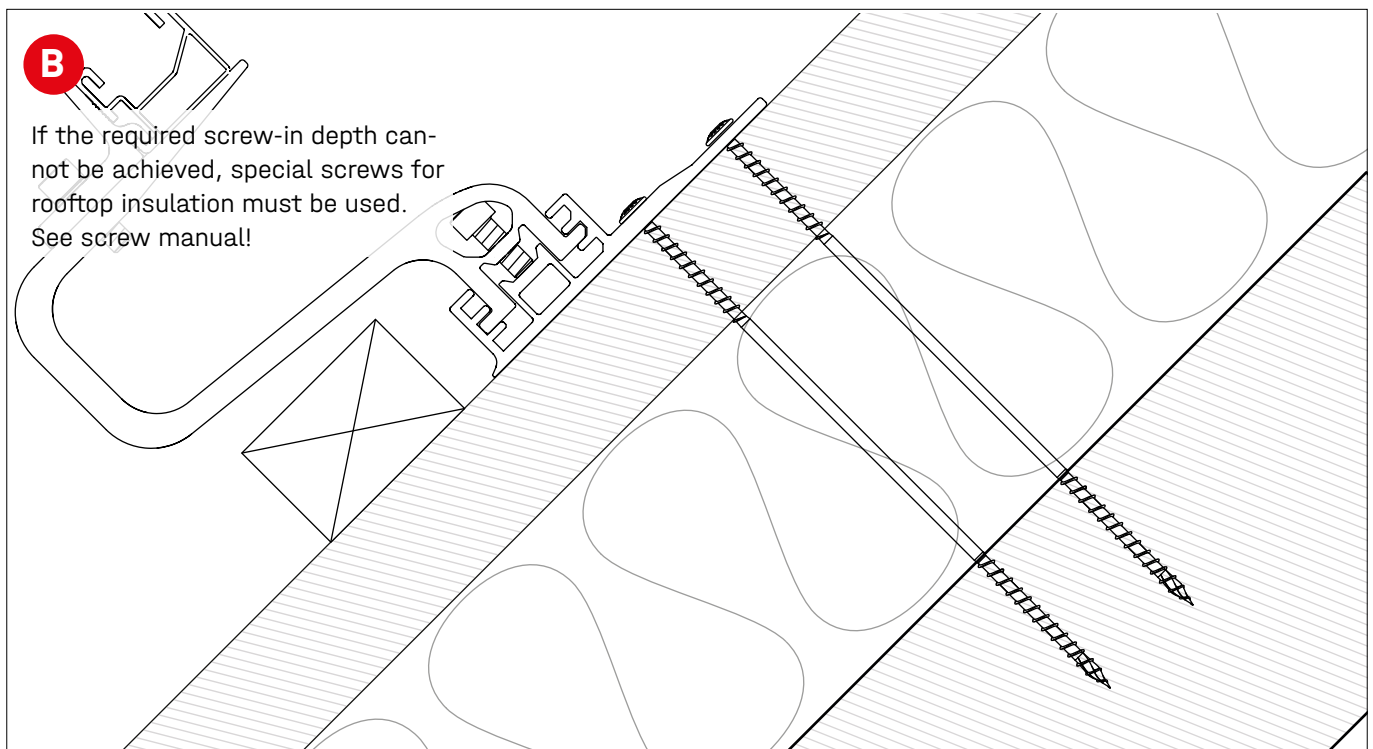 B
If the required screw-in depth can-
not be achieved, special screws for
rooftop insulation must be used.
See screw manual!